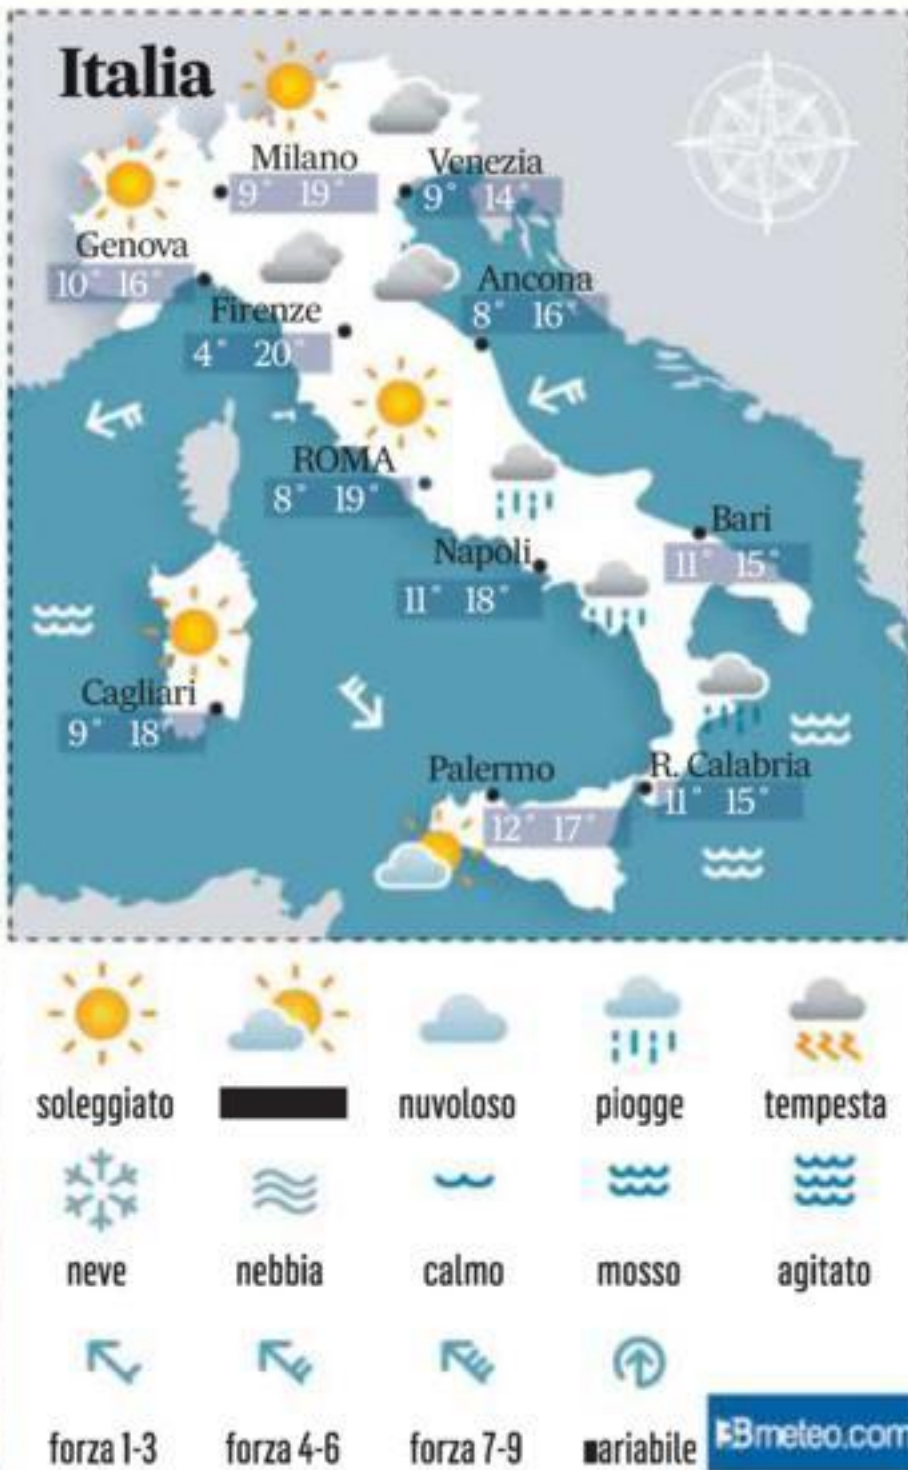 Italia
Milano
9° 19°
Venezia
9° 14°
Genova
10° 16°
Ancona
8° 16°
Firenze
4° 20°
ROMA
8° 19°
Bari
11° 15°
Napoli
11° 18°
Cagliari
9° 18°
Palermo
12° 17°
R. Calabria
11° 15°
soleggiato
nuvoloso
piogge
tempesta
neve
nebbia
calmo
mosso
agitato
forza 1-3
forza 4-6
forza 7-9
ariabile
3Bmeteo.com